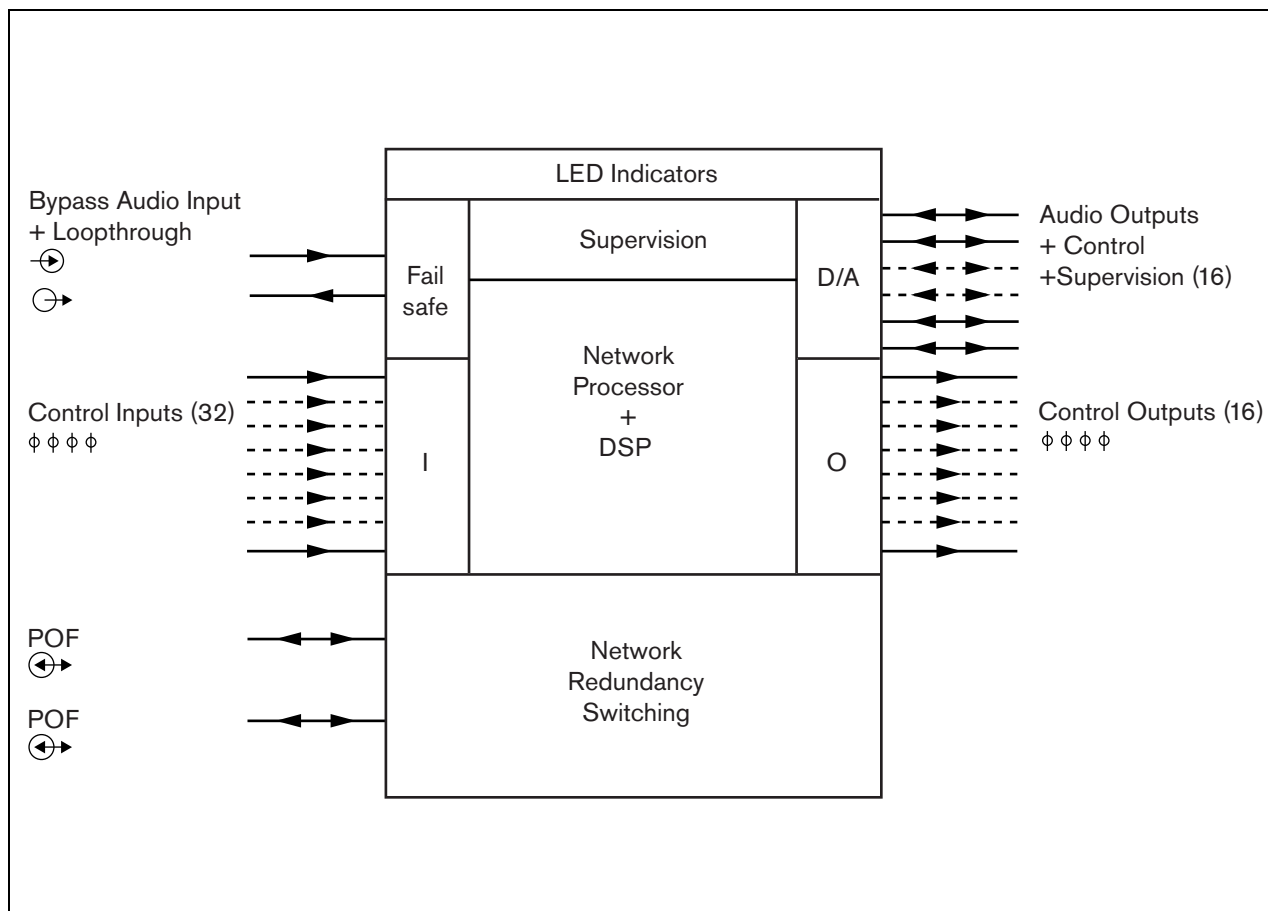 LED Indicators
Bypass Audio Input
+ Loopthrough
Fail
safe
Supervision
D/A
Audio Outputs
+ Control
+Supervision (16)
Network
Processor
+
DSP
Control Inputs (32)
I
O
Control Outputs (16)
POF
POF
Network
Redundancy
Switching